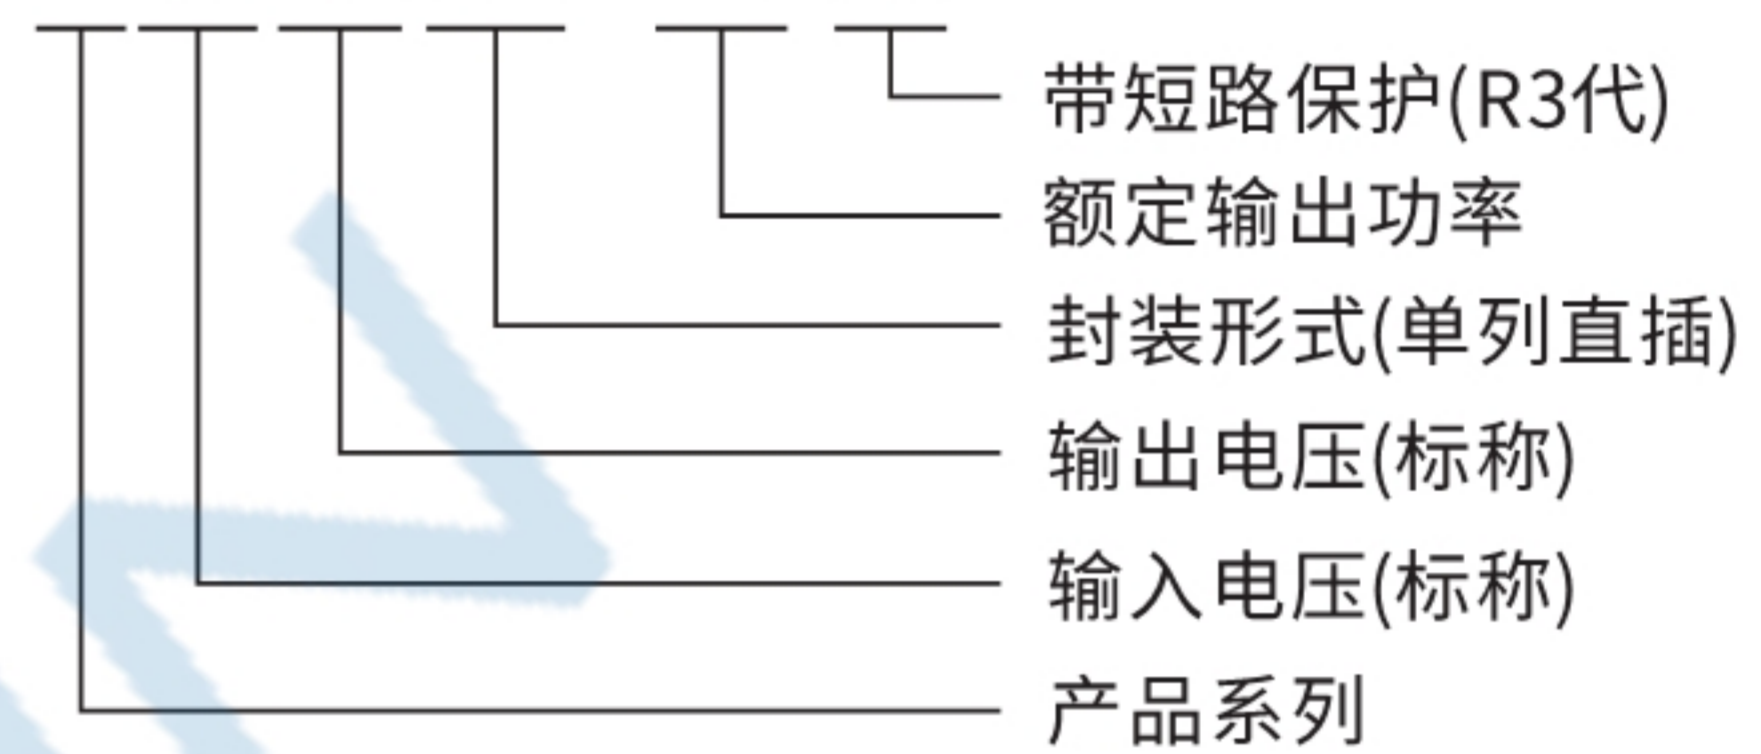 带短路保护(R3代)
额定输出功率
封装形式(单列直插)
输出电压(标称)
输入电压(标称)
产品系列